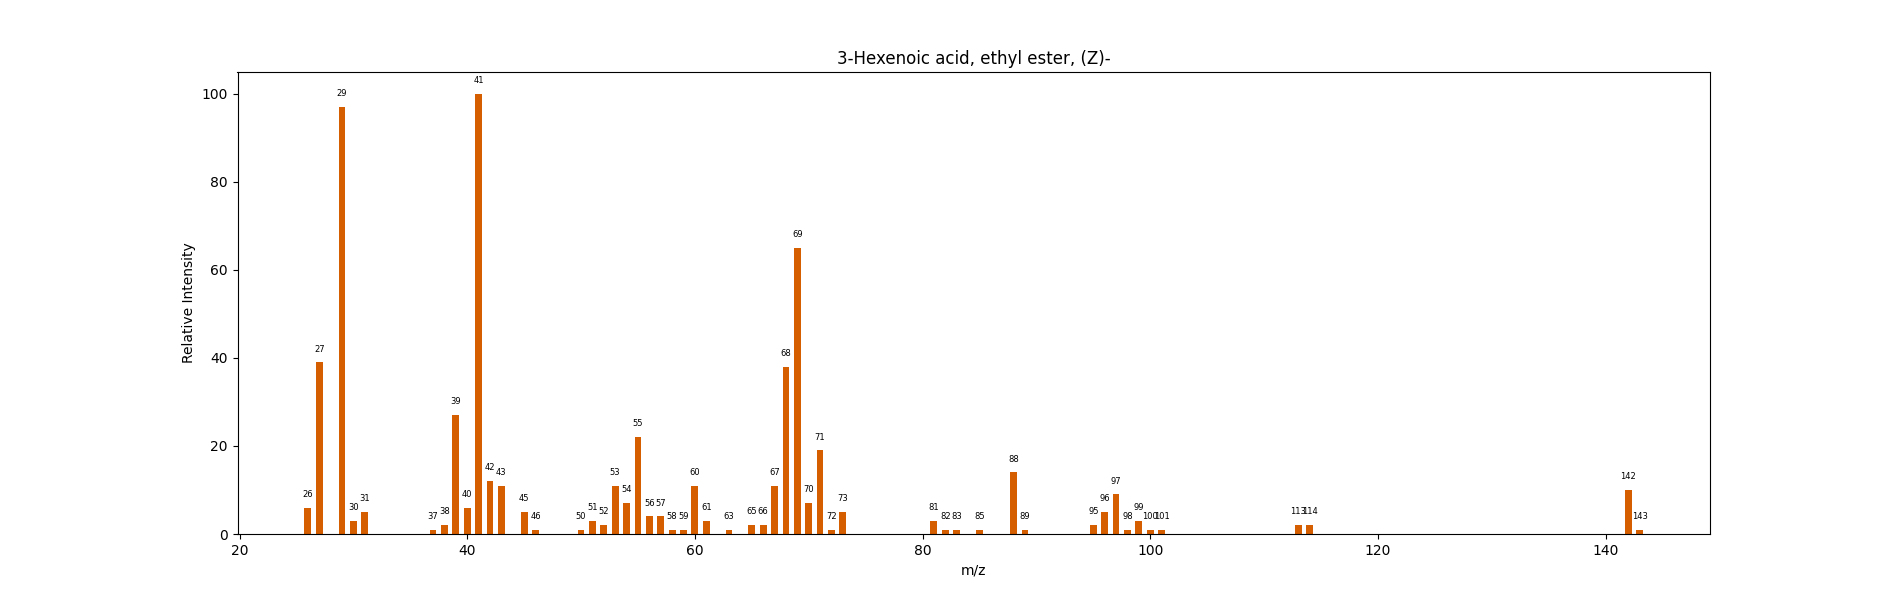 3-Hexenoic acid, ethyl ester, (Z)-
Relative Intensity
100
80
60
40
20
0
26 27 29 30 31 37 38 39 40 41 42 43 45 46 50 51 52 53 54 55 56 57 58 59 60 61 63 65 66 67 68 69 70 71 72 73 81 82 83 85 88 89 95 96 97 98 99 100 101 113 114 142 143
20 40 60 80 100 120 140
m/z